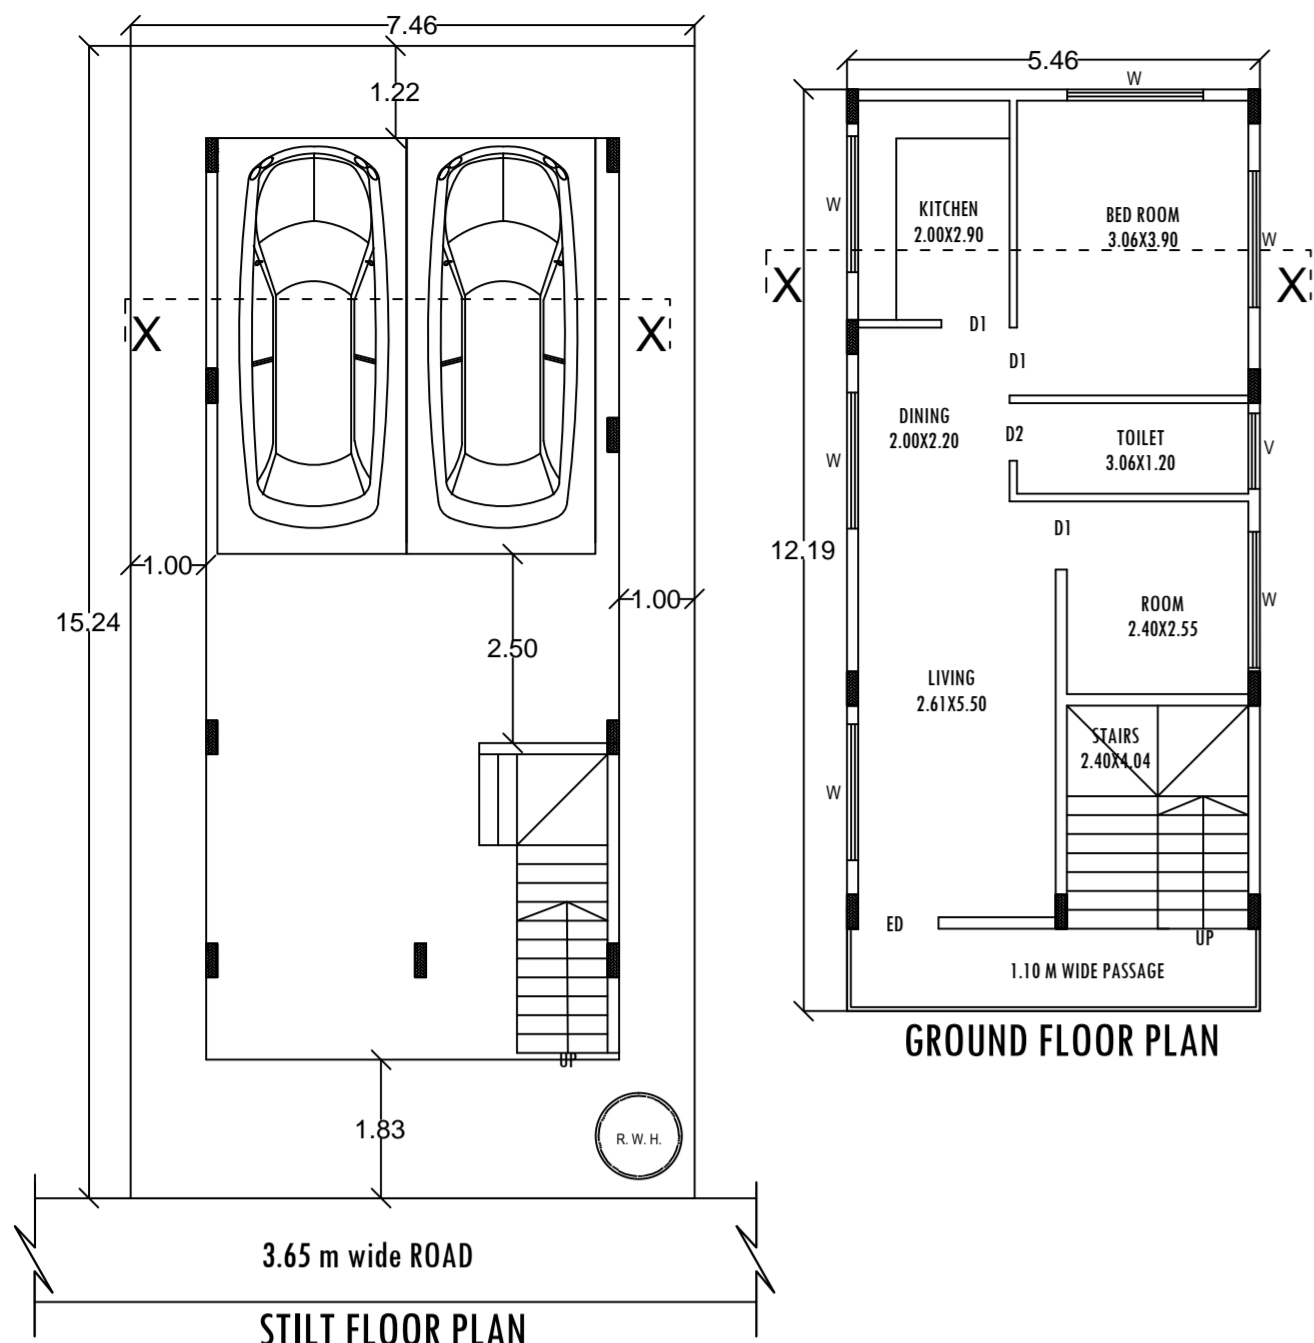 7.46
1.22
X
X
1.00
1.00
15.24
2.50
UP
1.83
R. W. H.
3.65 m wide ROAD
STILT FLOOR PLAN
5.46
W
W
KITCHEN
2.00X2.90
BED ROOM
3.06X3.90
W
X
X
D1
D1
DINING
2.00X2.20
D2
TOILET
3.06X1.20
W
V
D1
12.19
ROOM
2.40X2.55
W
LIVING
2.61X5.50
STAIRS
2.40X4.04
W
ED
UP
1.10 M WIDE PASSAGE
GROUND FLOOR PLAN